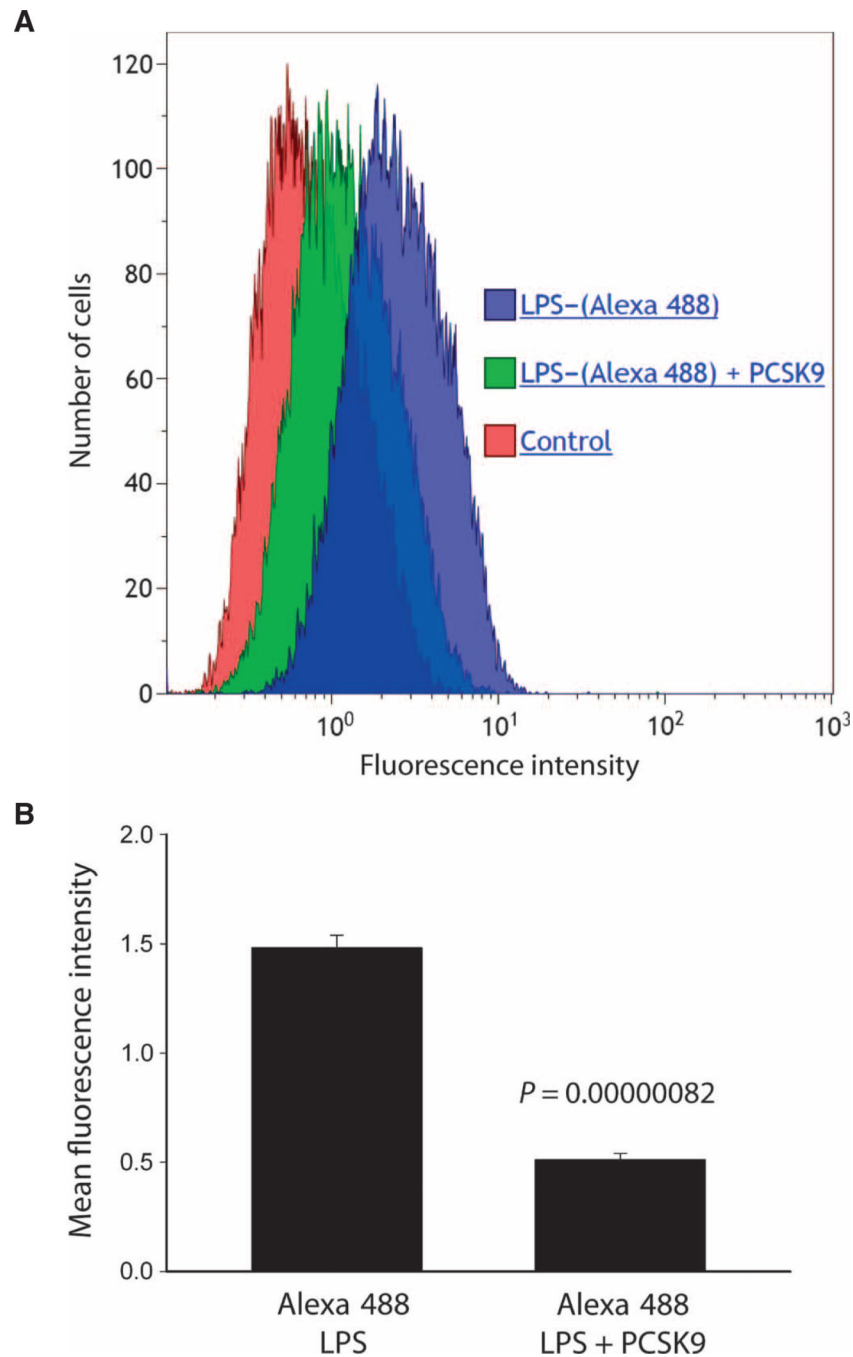 A
120
100
80
60
40
20
0
Number of cells
LPS–(Alexa 488)
LPS–(Alexa 488) + PCSK9
Control
10⁰ 10¹ 10² 10³
Fluorescence intensity
B
2.0
1.5
1.0
0.5
0.0
Mean fluorescence intensity
P = 0.00000082
Alexa 488
LPS
Alexa 488
LPS + PCSK9